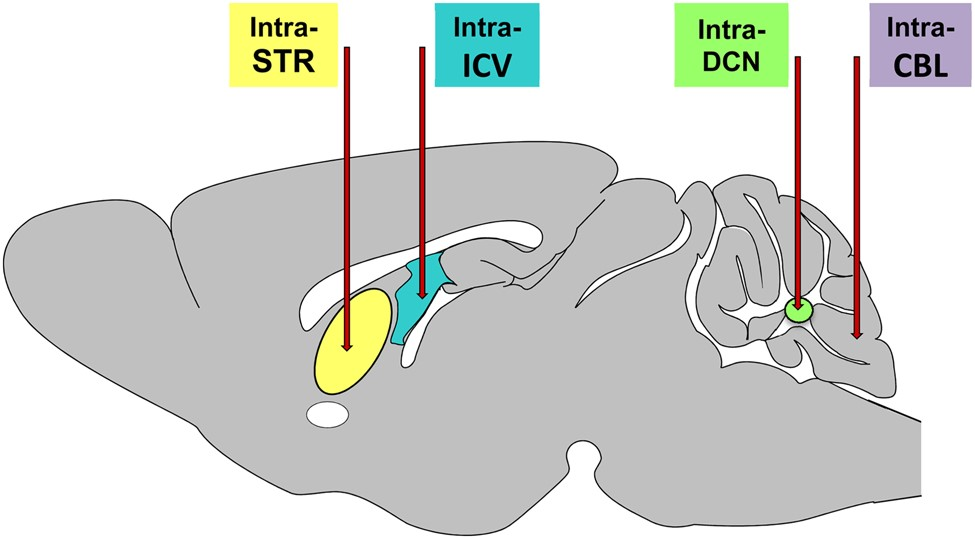 Intra-
STR
Intra-
ICV
Intra-
DCN
Intra-
CBL